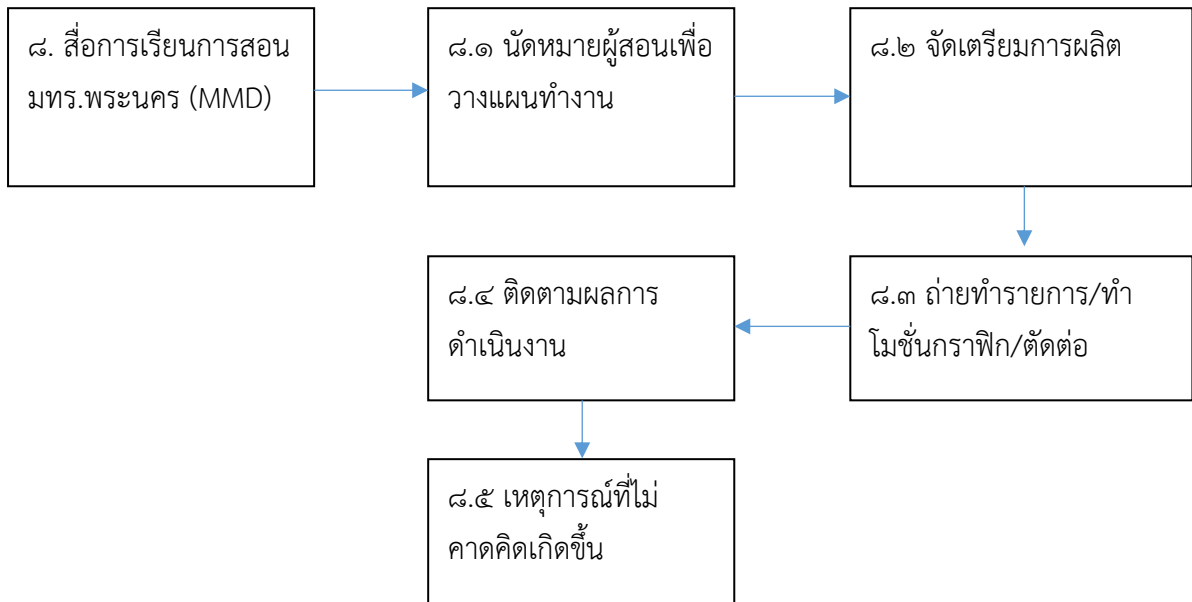 ๘. สื่อการเรียนการสอน
มทร.พระนคร (MMD)
๘.๑ นัดหมายผู้สอนเพื่อ
วางแผนทำงาน
๘.๒ จัดเตรียมการผลิต
๘.๓ ถ่ายทำรายการ/ทำ
โมชั่นกราฟิก/ตัดต่อ
๘.๔ ติดตามผลการ
ดำเนินงาน
๘.๕ เหตุการณ์ที่ไม่
คาดคิดเกิดขึ้น